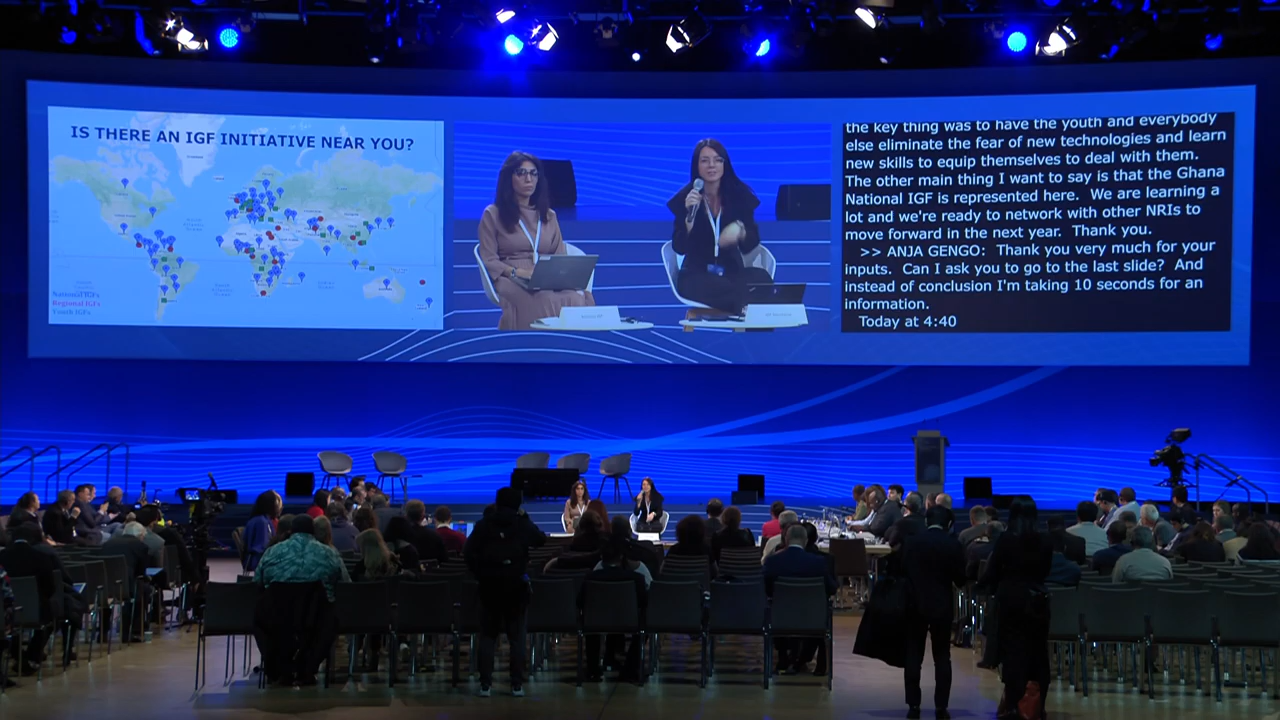 IS THERE AN IGF INITIATIVE NEAR YOU?
National IGFs
Regional IGFs
Youth IGFs
the key thing was to have the youth and everybody
else eliminate the fear of new technologies and learn
new skills to equip themselves to deal with them.
The other main thing I want to say is that the Ghana
National IGF is represented here. We are learning a
lot and we're ready to network with other NRIs to
move forward in the next year. Thank you.
>> ANJA GENGO: Thank you very much for your
inputs. Can I ask you to go to the last slide? And
instead of conclusion I'm taking 10 seconds for an
information.
Today at 4:40